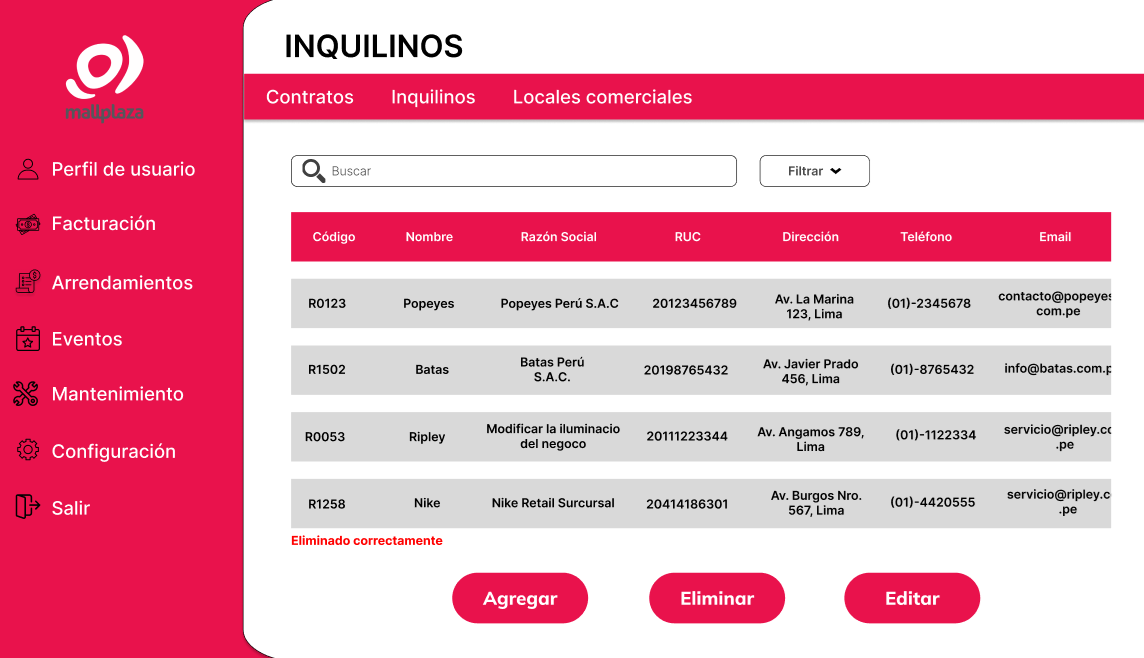 mallplaza
INQUILINOS
Contratos Inquilinos Locales comerciales
Perfil de usuario
Facturación
Arrendamientos
Eventos
Mantenimiento
Configuración
Salir
Buscar
Filtrar
Código Nombre Razón Social RUC Dirección Teléfono Email
R0123 Popeyes Popeyes Perú S.A.C 20123456789 Av. La Marina
123, Lima (01)-2345678 contacto@popeyes
com.pe
R1502 Batas Batas Perú
S.A.C. 20198765432 Av. Javier Prado
456, Lima (01)-8765432 info@batas.com.p
R0053 Ripley Modificar la iluminacio
del negoco 20111223344 Av. Angamos 789,
Lima (01)-1122334 servicio@ripley.co
.pe
R1258 Nike Nike Retail Surcursal 20414186301 Av. Burgos Nro.
567, Lima (01)-4420555 servicio@ripley.c
.pe
Eliminado correctamente
Agregar Eliminar Editar